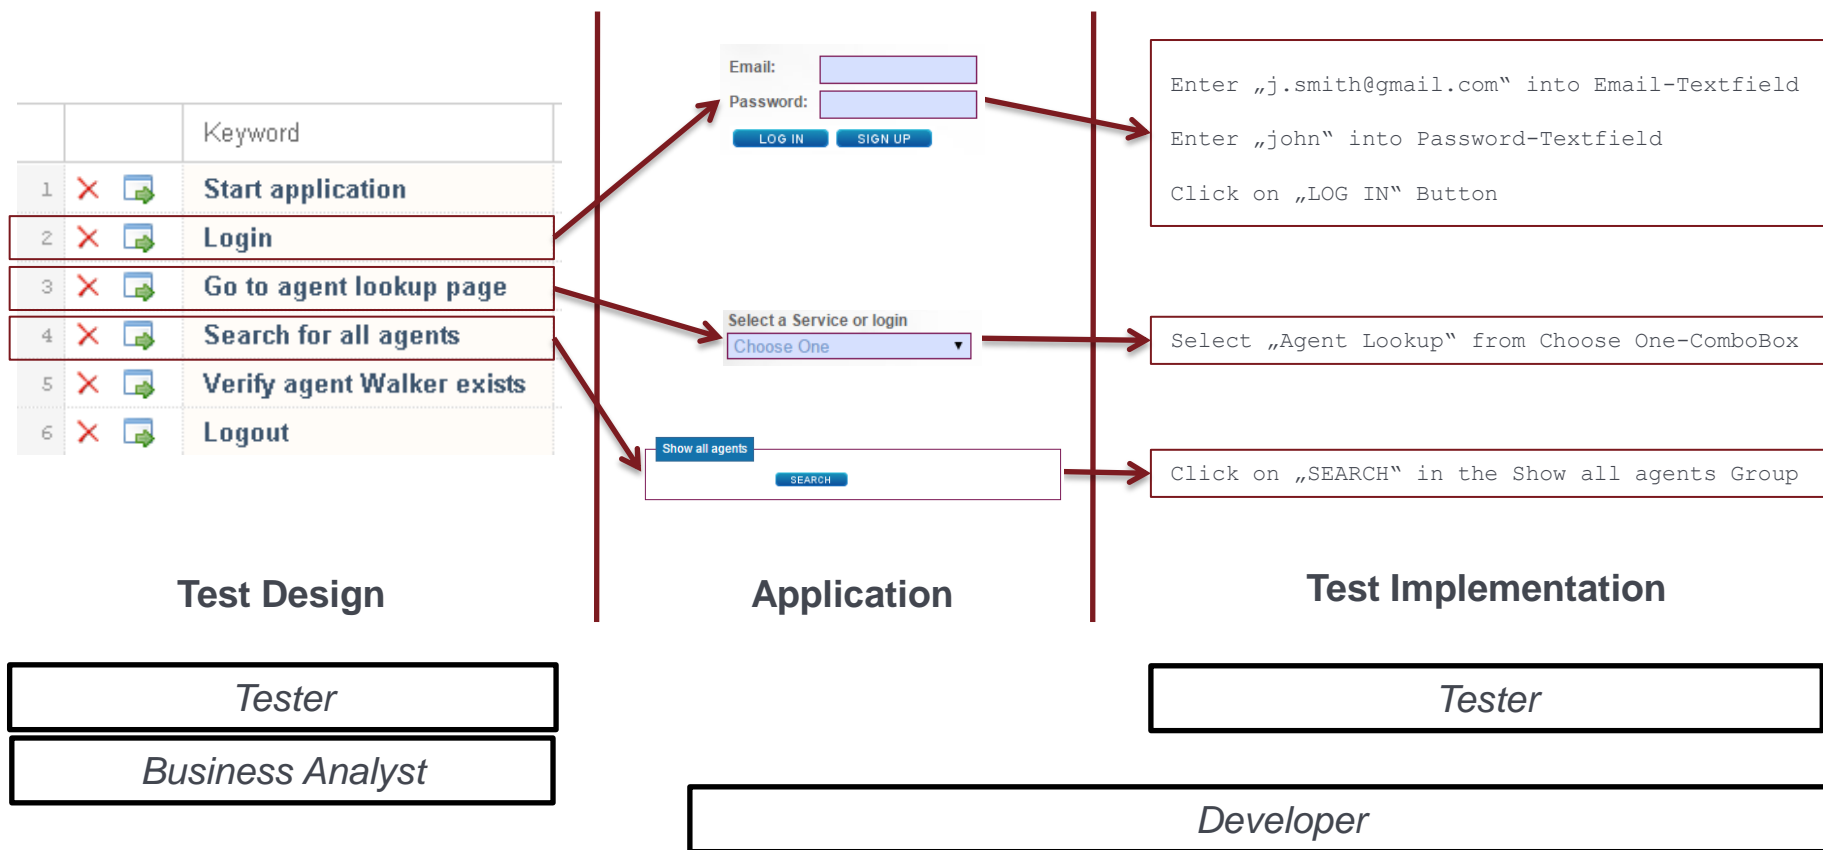 Keyword
1 Start application
2 Login
3 Go to agent lookup page
4 Search for all agents
5 Verify agent Walker exists
6 Logout
Test Design
Email:
Password:
LOG IN SIGN UP
Select a Service or login
Choose One
Show all agents
SEARCH
Application
Enter „j.smith@gmail.com“ into Email-Textfield
Enter „john“ into Password-Textfield
Click on „LOG IN“ Button
Select „Agent Lookup“ from Choose One-ComboBox
Click on „SEARCH“ in the Show all agents Group
Test Implementation
Tester
Business Analyst
Tester
Developer